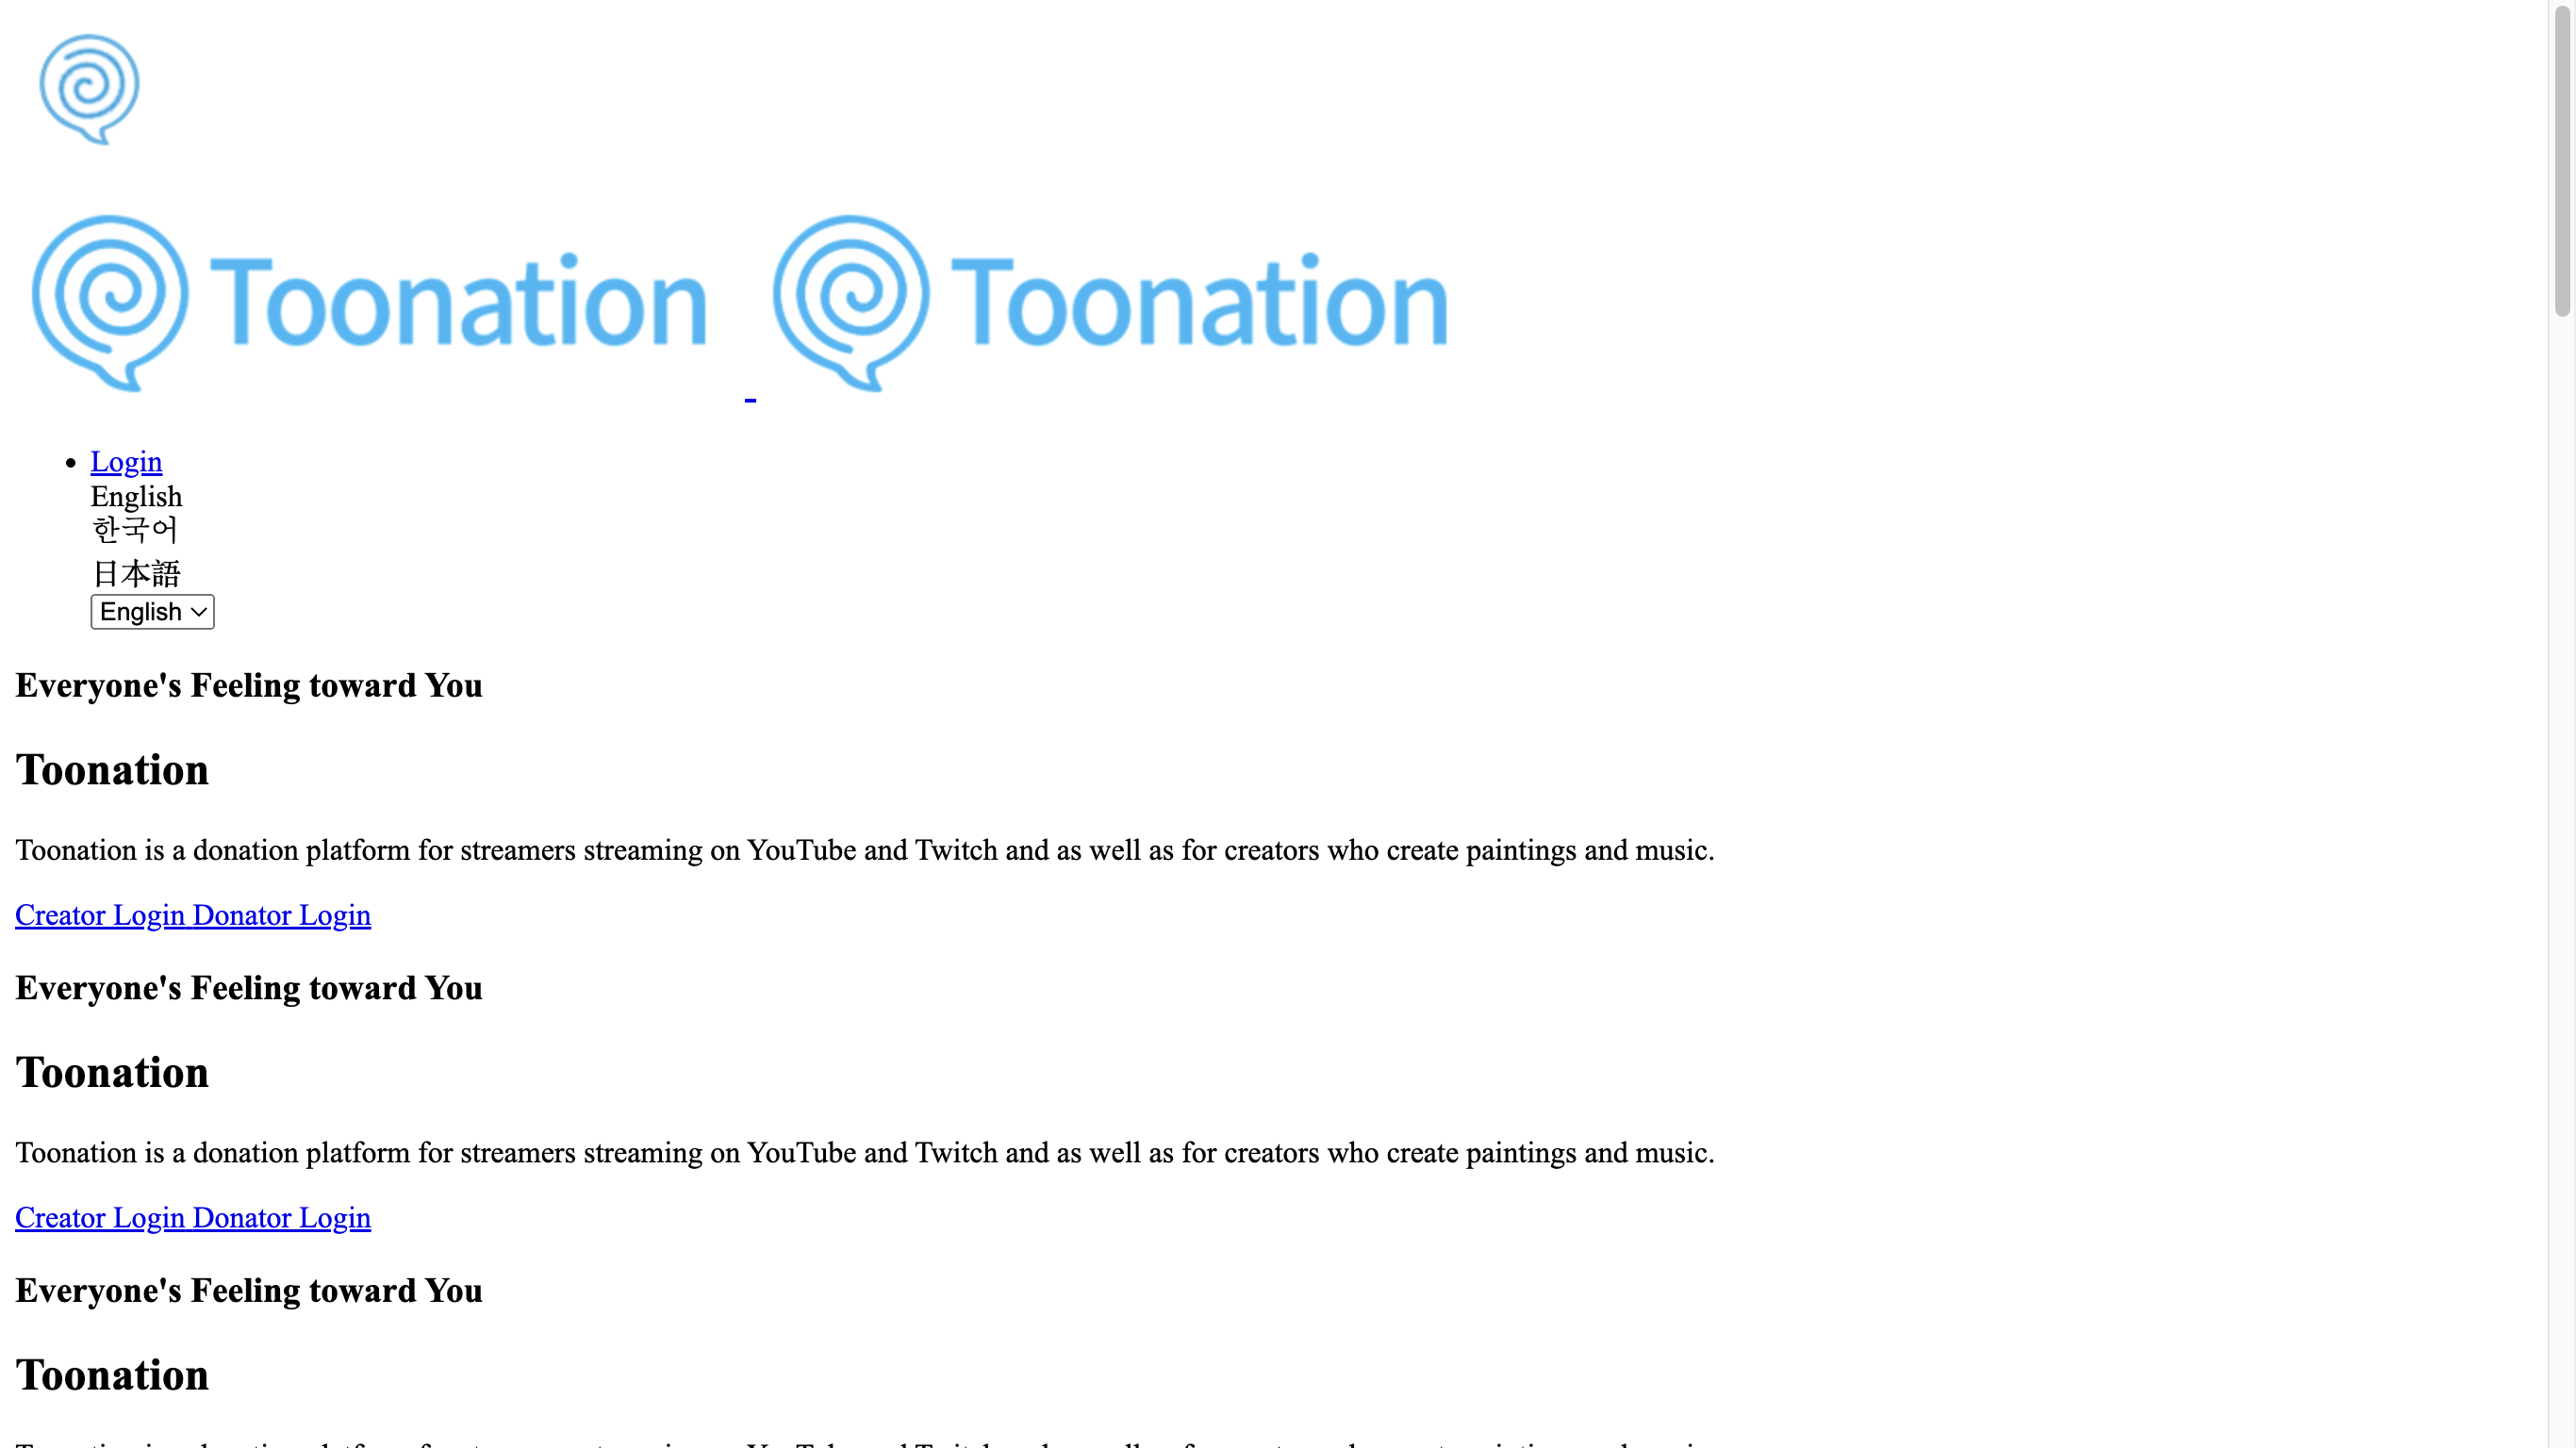 Toonation Toonation
Login
English
한국어
日本語
English
Everyone's Feeling toward You
Toonation
Toonation is a donation platform for streamers streaming on YouTube and Twitch and as well as for creators who create paintings and music.
Creator Login Donator Login
Everyone's Feeling toward You
Toonation
Toonation is a donation platform for streamers streaming on YouTube and Twitch and as well as for creators who create paintings and music.
Creator Login Donator Login
Everyone's Feeling toward You
Toonation